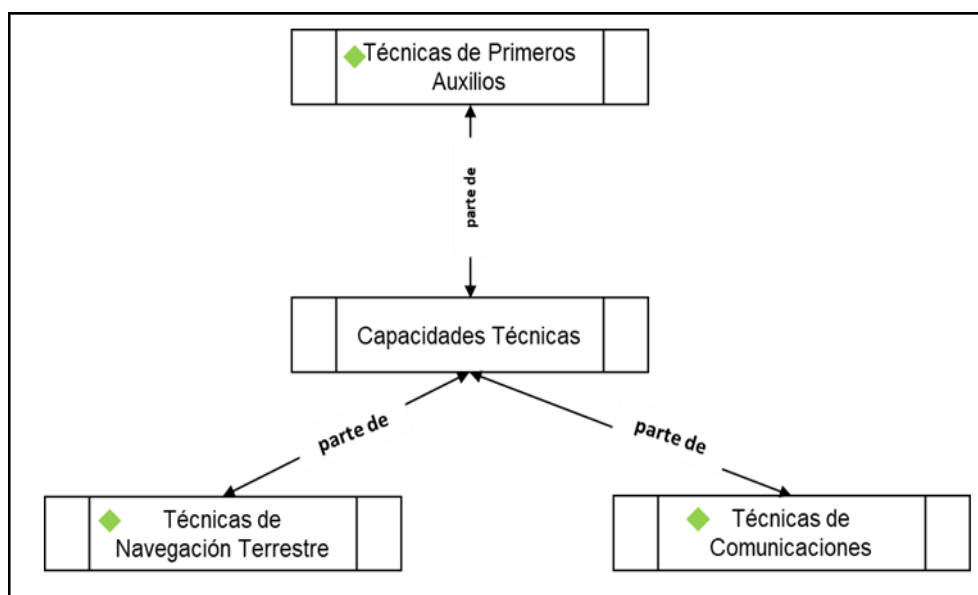 Técnicas de Primeros
Auxilios
parte de
Capacidades Técnicas
parte de
parte de
Técnicas de
Navegación Terrestre
Técnicas de
Comunicaciones